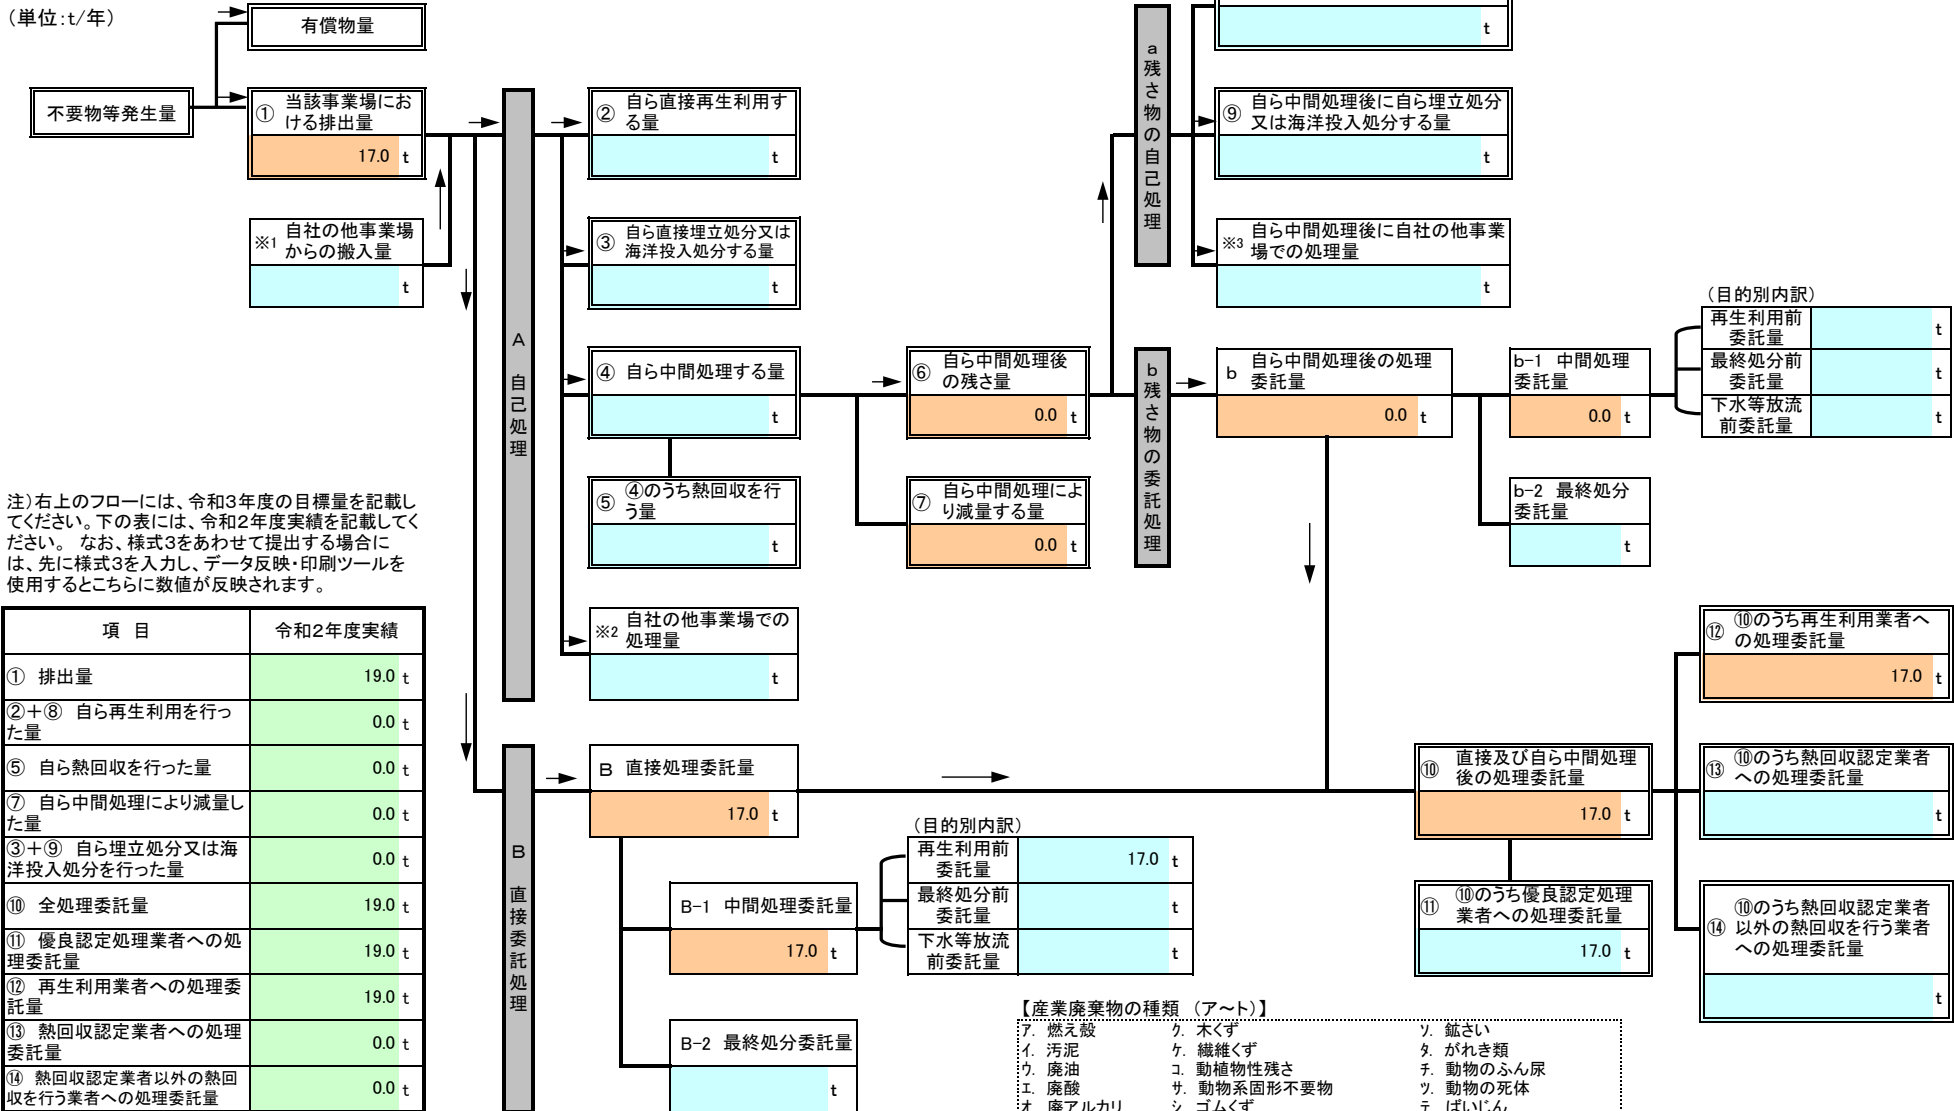 (単位:t/年)
有償物量
不要物等発生量
① 当該事業場にお
ける排出量
17.0 t
※1 自社の他事業場
からの搬入量
t
A 自己処理
② 自ら直接再生利用す
る量
t
③ 自ら直接埋立処分又は
海洋投入処分する量
t
④ 自ら中間処理する量
t
⑤ ④のうち熱回収を行
う量
t
※2 自社の他事業場での
処理量
t
⑥ 自ら中間処理後
の残さ量
0.0 t
⑦ 自ら中間処理によ
り減量する量
0.0 t
a 残さ物の自己処理
t
⑨ 自ら中間処理後に自ら埋立処分
又は海洋投入処分する量
t
※3 自ら中間処理後に自社の他事業
場での処理量
t
b 残さ物の委託処理
b 自ら中間処理後の処理
委託量
0.0 t
b-1 中間処理
委託量
0.0 t
(目的別内訳)
再生利用前
委託量
t
最終処分前
委託量
t
下水等放流
前委託量
t
b-2 最終処分
委託量
t
注)右上のフローには、令和3年度の目標量を記載し
てください。下の表には、令和2年度実績を記載してく
ださい。 なお、様式3をあわせて提出する場合に
は、先に様式3を入力し、データ反映・印刷ツールを
使用するとこちらに数値が反映されます。
項 目 令和2年度実績
① 排出量 19.0 t
②+⑧ 自ら再生利用を行っ
た量
0.0 t
⑤ 自ら熱回収を行った量 0.0 t
⑦ 自ら中間処理により減量し
た量
0.0 t
③+⑨ 自ら埋立処分又は海
洋投入処分を行った量
0.0 t
⑩ 全処理委託量 19.0 t
⑪ 優良認定処理業者への処
理委託量
19.0 t
⑫ 再生利用業者への処理委
託量
19.0 t
⑬ 熱回収認定業者への処理
委託量
0.0 t
⑭ 熱回収認定業者以外の熱回
収を行う業者への処理委託量
0.0 t
B 直接委託処理
B 直接処理委託量
17.0 t
B-1 中間処理委託量
17.0 t
(目的別内訳)
再生利用前
委託量
17.0 t
最終処分前
委託量
t
下水等放流
前委託量
t
B-2 最終処分委託量
t
⑩ 直接及び自ら中間処理
後の処理委託量
17.0 t
⑪ ⑩のうち優良認定処理
業者への処理委託量
17.0 t
⑫ ⑩のうち再生利用業者へ
の処理委託量
17.0 t
⑬ ⑩のうち熱回収認定業者
への処理委託量
t
⑭ ⑩のうち熱回収認定業者
以外の熱回収を行う業者
への処理委託量
t
【産業廃棄物の種類 (ア~ト)】
ア. 燃え殻 ク. 木くず ソ. 鉱さい
イ. 汚泥 ケ. 繊維くず タ. がれき類
ウ. 廃油 コ. 動植物性残さ チ. 動物のふん尿
エ. 廃酸 サ. 動物系固形不要物 ツ. 動物の死体
オ. 廃アルカリ シ. ゴムくず テ. ばいじん